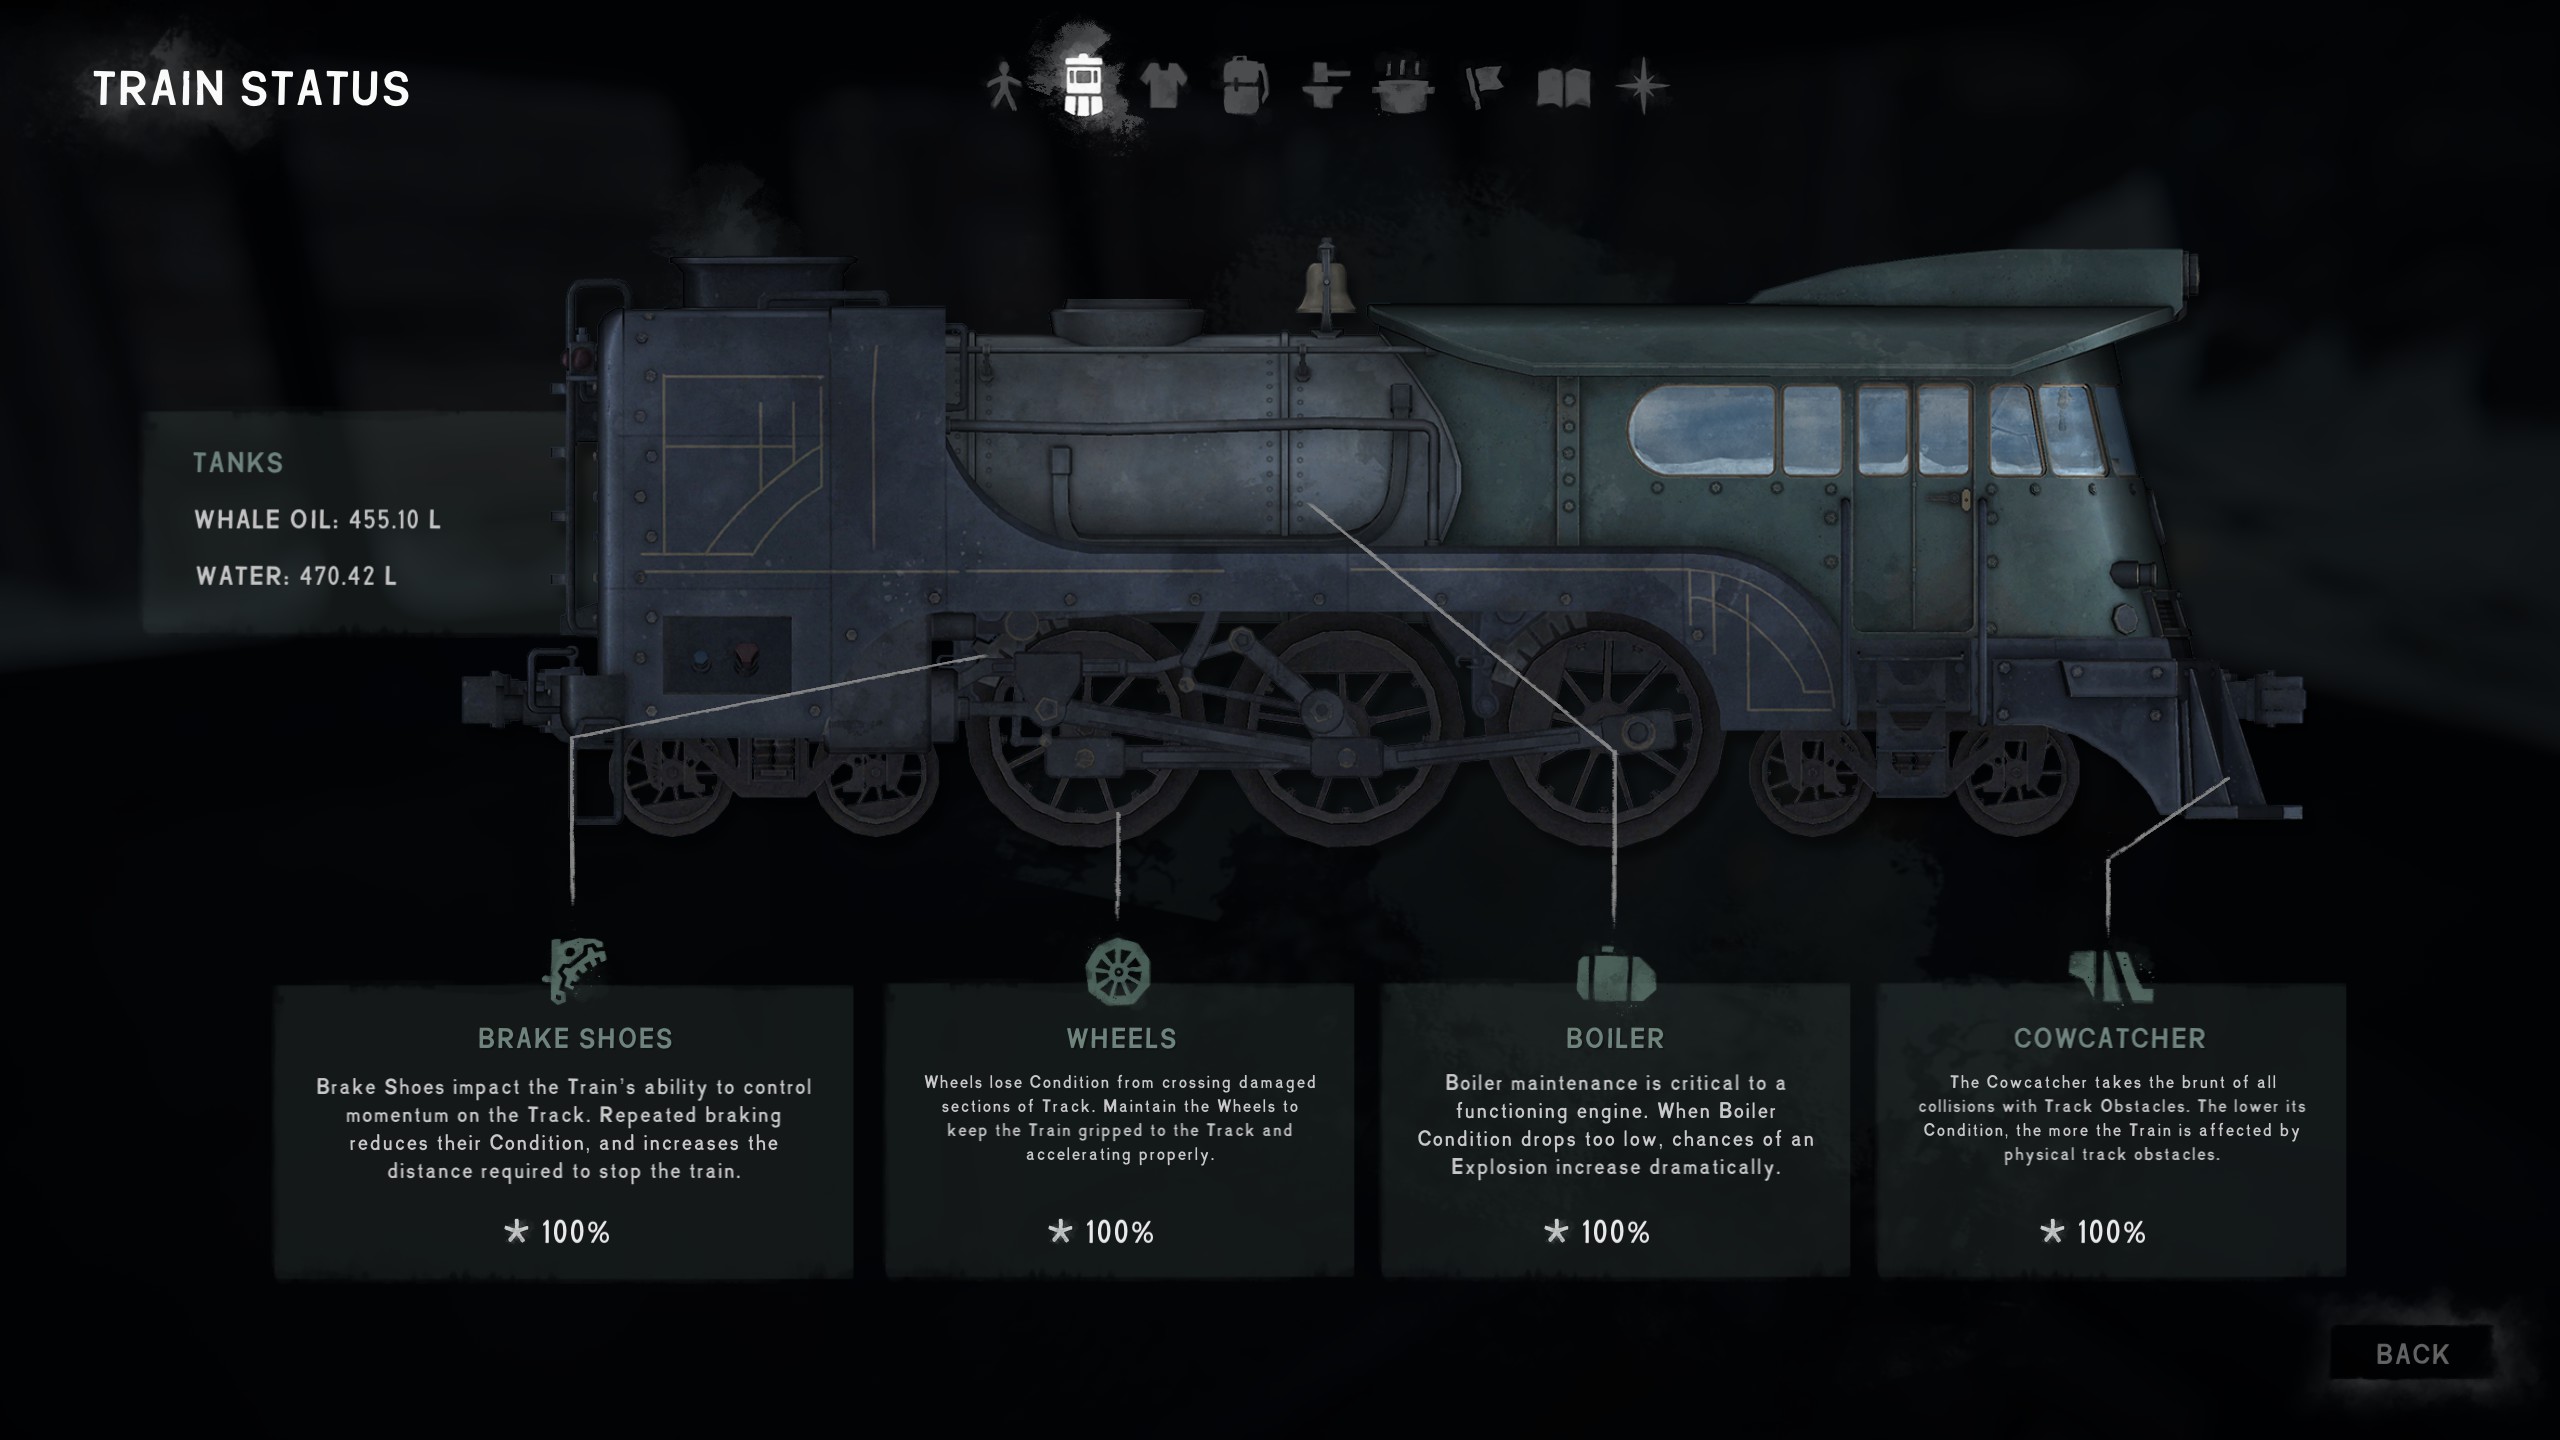 TRAIN STATUS
TANKS
WHALE OIL: 455.10 L
WATER: 470.42 L
BRAKE SHOES
Brake Shoes impact the Train's ability to control
momentum on the Track. Repeated braking
reduces their Condition, and increases the
distance required to stop the train.
100%
WHEELS
Wheels lose Condition from crossing damaged
sections of Track. Maintain the Wheels to
keep the Train gripped to the Track and
accelerating properly.
100%
BOILER
Boiler maintenance is critical to a
functioning engine. When Boiler
Condition drops too low, chances of an
Explosion increase dramatically.
100%
COWCATCHER
The Cowcatcher takes the brunt of all
collisions with Track Obstacles. The lower its
Condition, the more the Train is affected by
physical track obstacles.
100%
BACK